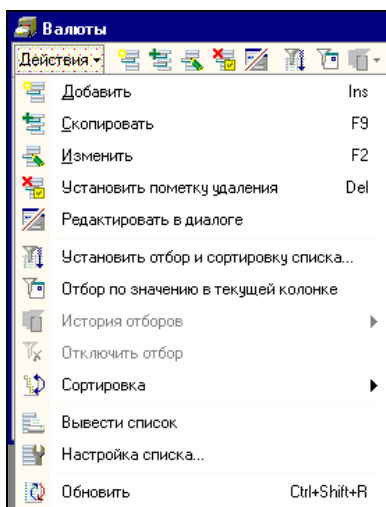 Валюты
Действия
Добавить Ins
Скопировать F9
Изменить F2
Установить пометку удаления Del
Редактировать в диалоге
Установить отбор и сортировку списка...
Отбор по значению в текущей колонке
История отборов
Отключить отбор
Сортировка
Вывести список
Настройка списка...
Обновить Ctrl+Shift+R